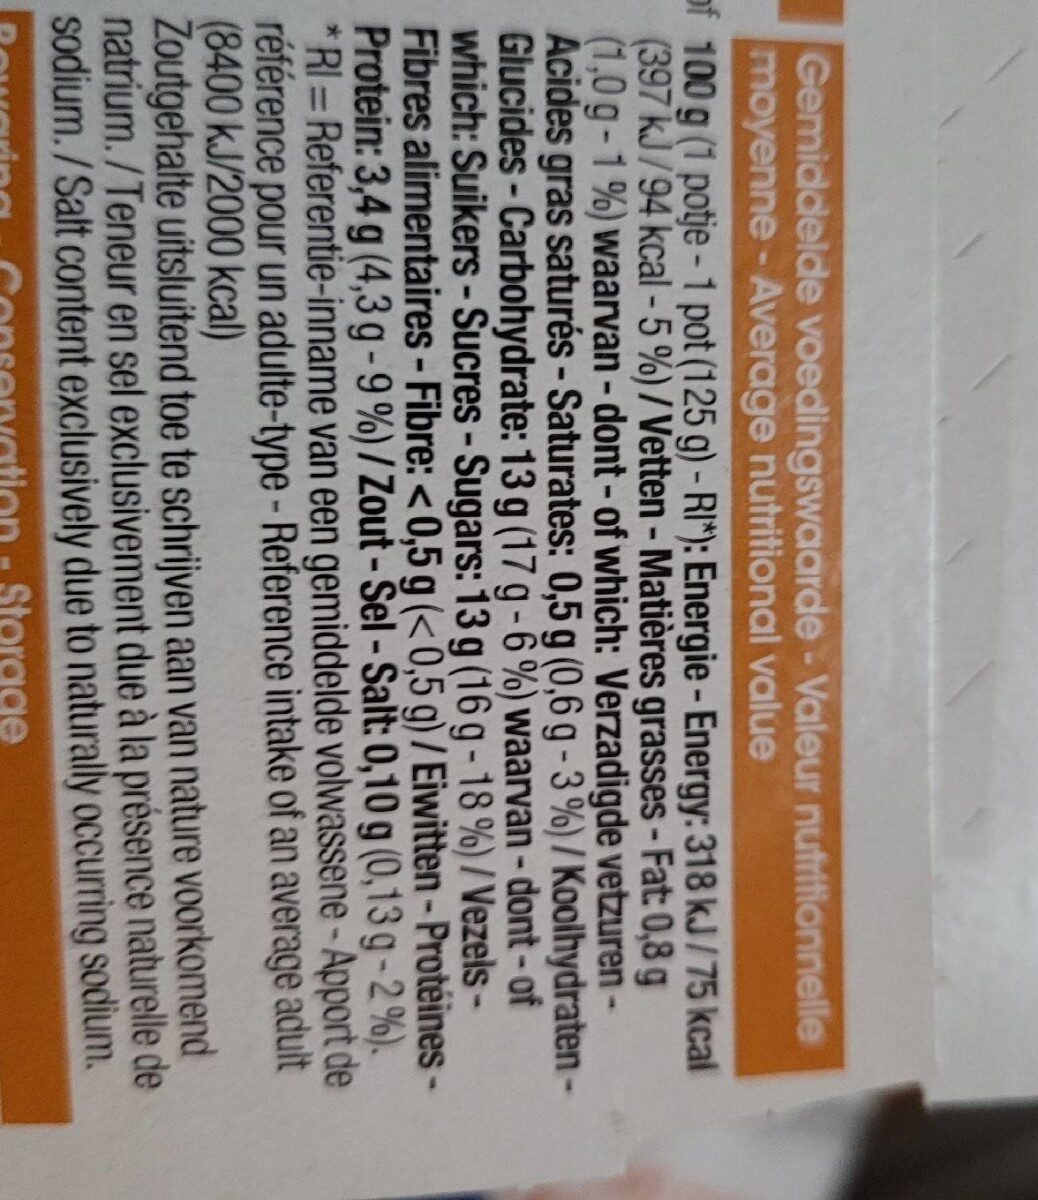 Gemiddelde voedingswaarde - Valeur nutritionnelle
moyenne - Average nutritional value
of 100 g (1 potje - 1 pot (125 g) - RI*): Energie - Energy: 318 kJ / 75 kcal
(397 kJ / 94 kcal - 5 %) / Vetten - Matières grasses - Fat: 0,8 g
(1,0 g - 1 %) waarvan - dont - of which: Verzadigde vetzuren -
Acides gras saturés - Saturates: 0,5 g (0,6 g - 3 %) / Koolhydraten -
Glucides - Carbohydrate: 13 g (17 g - 6 %) waarvan - dont - of
which: Suikers - Sucres - Sugars: 13 g (16 g - 18 %) / Vezels -
Fibres alimentaires - Fibre: < 0,5 g (< 0,5 g) / Eiwitten - Protéines -
Protein: 3,4 g (4,3 g - 9 %) / Zout - Sel - Salt: 0,10 g (0,13 g - 2 %).
* RI = Referentie-inname van een gemiddelde volwassene - Apport de
référence pour un adulte-type - Reference intake of an average adult
(8400 kJ/2000 kcal)
Zoutgehalte uitsluitend toe te schrijven aan van nature voorkomend
natrium. / Teneur en sel exclusivement due à la présence naturelle de
sodium. / Salt content exclusively due to naturally occurring sodium.
Bewaring - Conservation - Storage